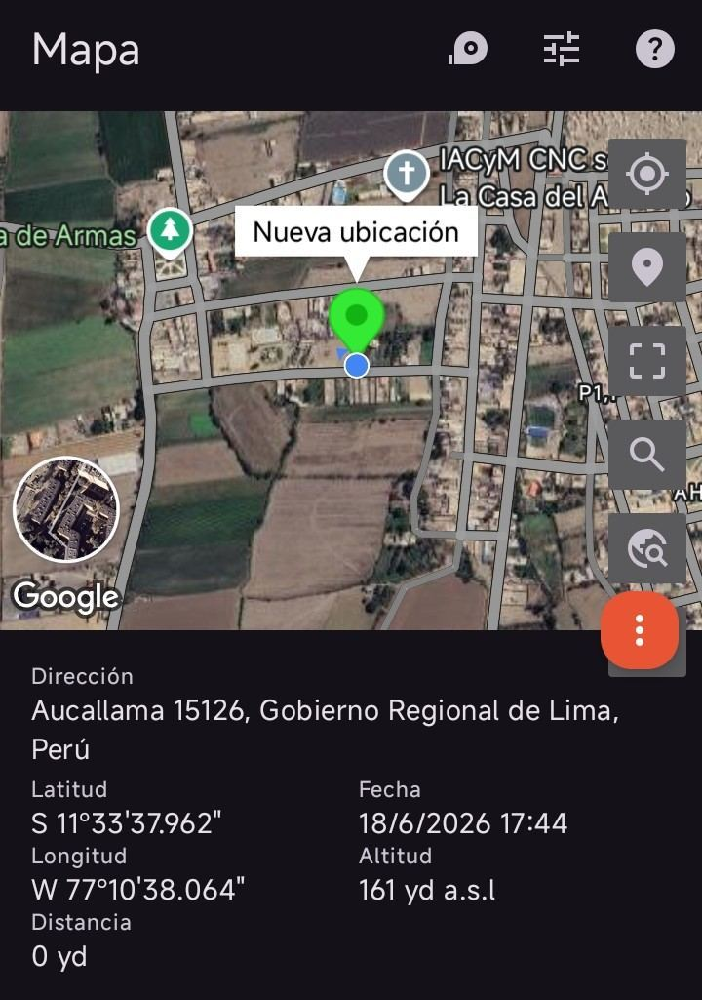 Mapa
IACyM CNC s
La Casa del A
a de Armas
Nueva ubicación
P1,
AH
Google
Dirección
Aucallama 15126, Gobierno Regional de Lima,
Perú
Latitud
S 11°33'37.962"
Fecha
18/6/2026 17:44
Longitud
W 77°10'38.064"
Altitud
161 yd a.s.l
Distancia
0 yd